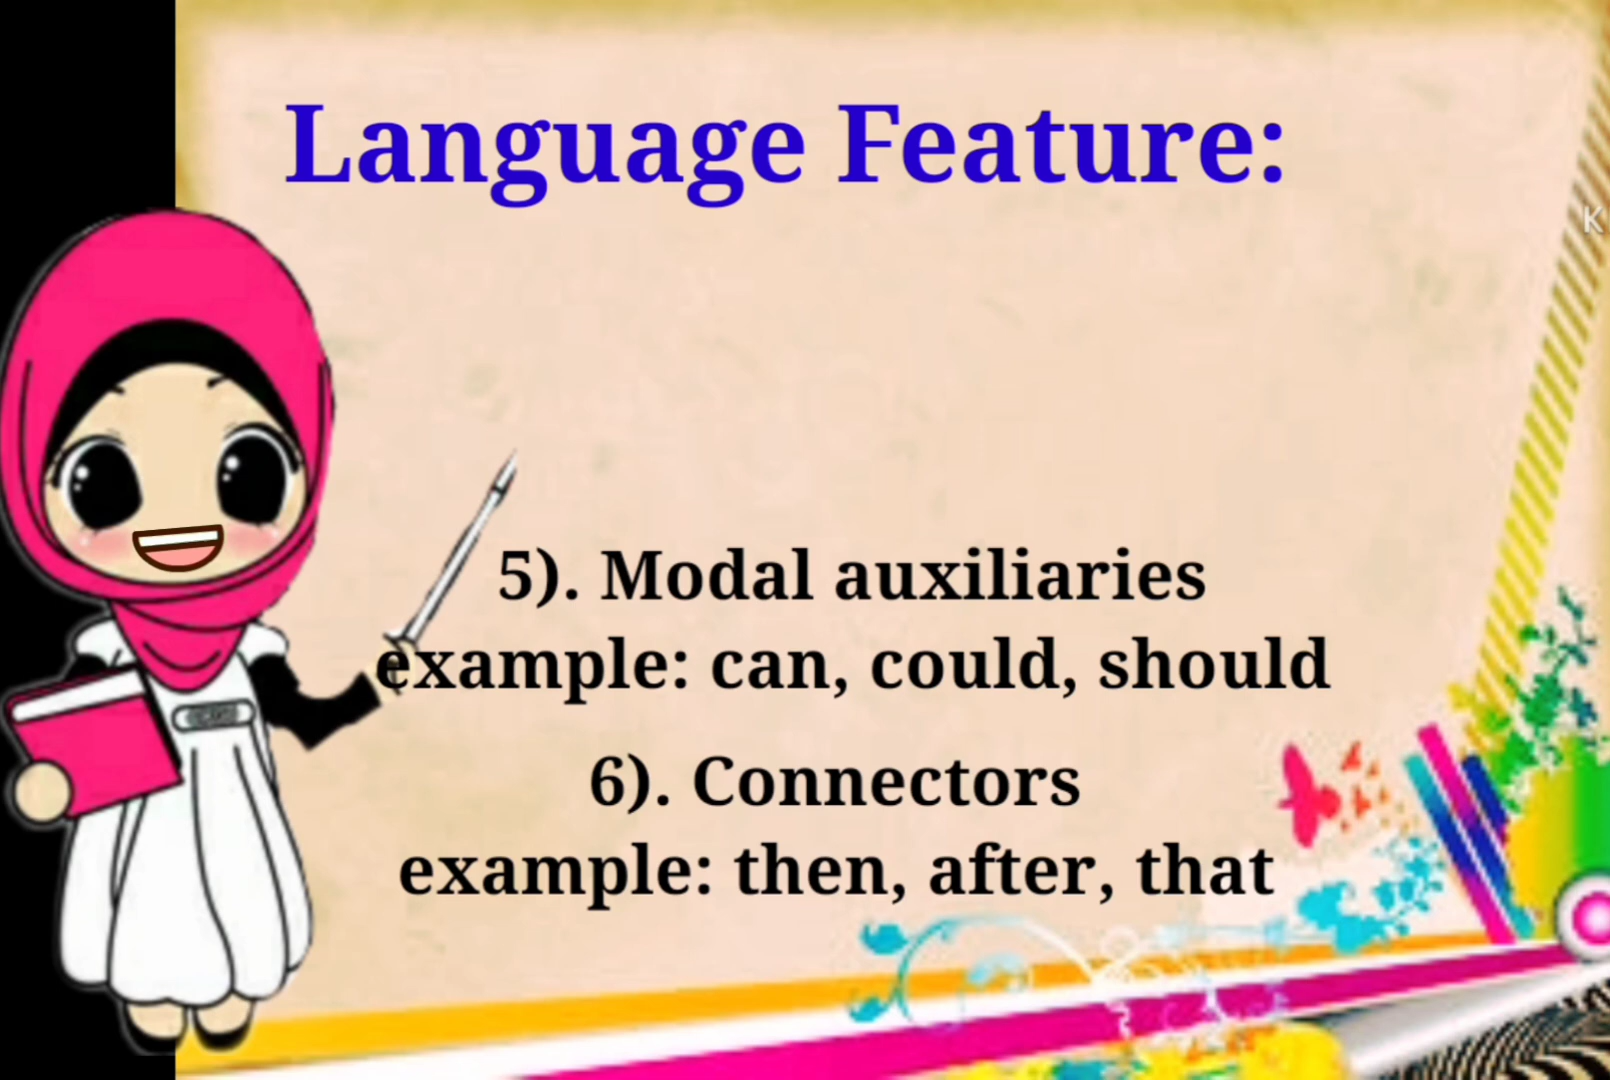 Language Feature:
K
5). Modal auxiliaries
example: can, could, should
6). Connectors
example: then, after, that